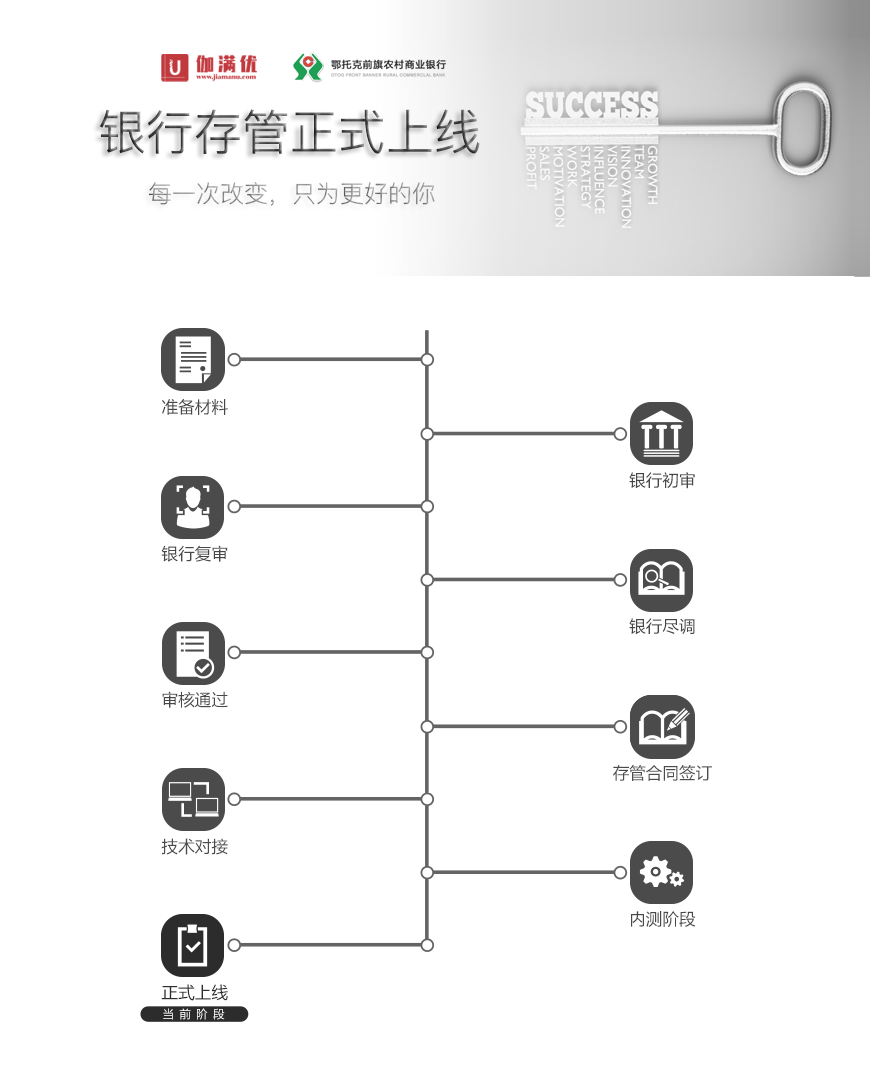 伽满优
www.jiamanu.com
鄂托克前旗农村商业银行
OTOG FRONT BANNER RURAL COMMERCLAL BANK
银行存管正式上线
每一次改变，只为更好的你
SUCCESS
GROWTH
TEAM
INNOVATION
VISION
INFLUENCE
STRATEGY
WORK
MOTIVATION
SALES
PROFIT
准备材料
银行初审
银行复审
银行尽调
审核通过
存管合同签订
技术对接
内测阶段
正式上线
当前阶段